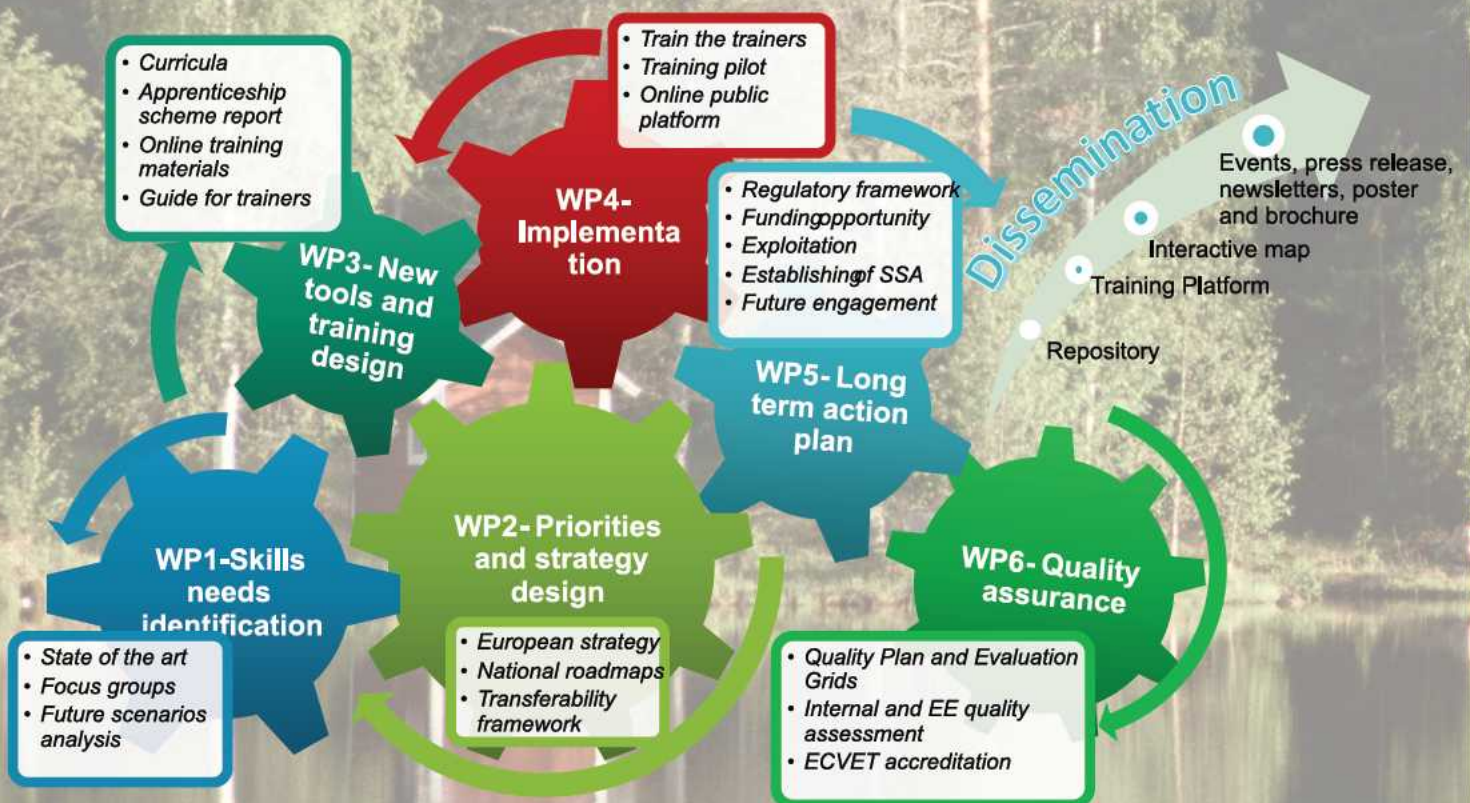 • Curricula
• Apprenticeship
scheme report
• Online training
materials
• Guide for trainers
• Train the trainers
• Training pilot
• Online public
platform
WP4-
Implementa
tion
WP3- New
tools and
training
design
• Regulatory framework
• Fundingopportunity
• Exploitation
• Establishingof SSA
• Future engagement
WP5- Long
term action
plan
Dissemination
Events, press release,
newsletters, poster
and brochure
Interactive map
Training Platform
Repository
WP1-Skills
needs
identification
• State of the art
• Focus groups
• Future scenarios
analysis
WP2- Priorities
and strategy
design
• European strategy
• National roadmaps
• Transferability
framework
WP6- Quality
assurance
• Quality Plan and Evaluation
Grids
• Internal and EE quality
assessment
• ECVET accreditation